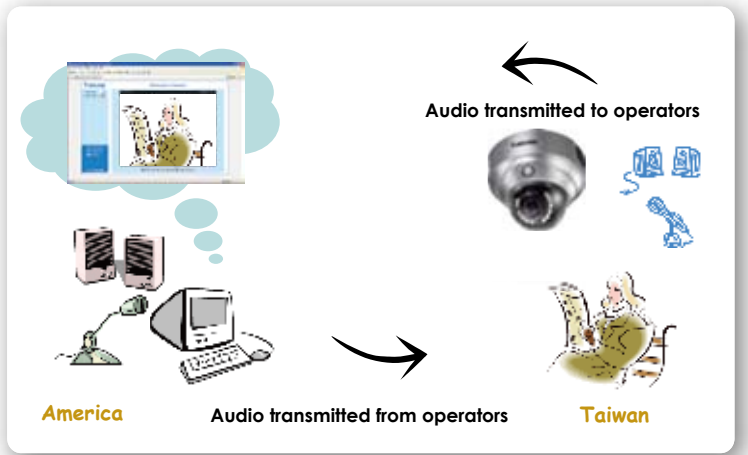 Audio transmitted to operators
America
Audio transmitted from operators
Taiwan